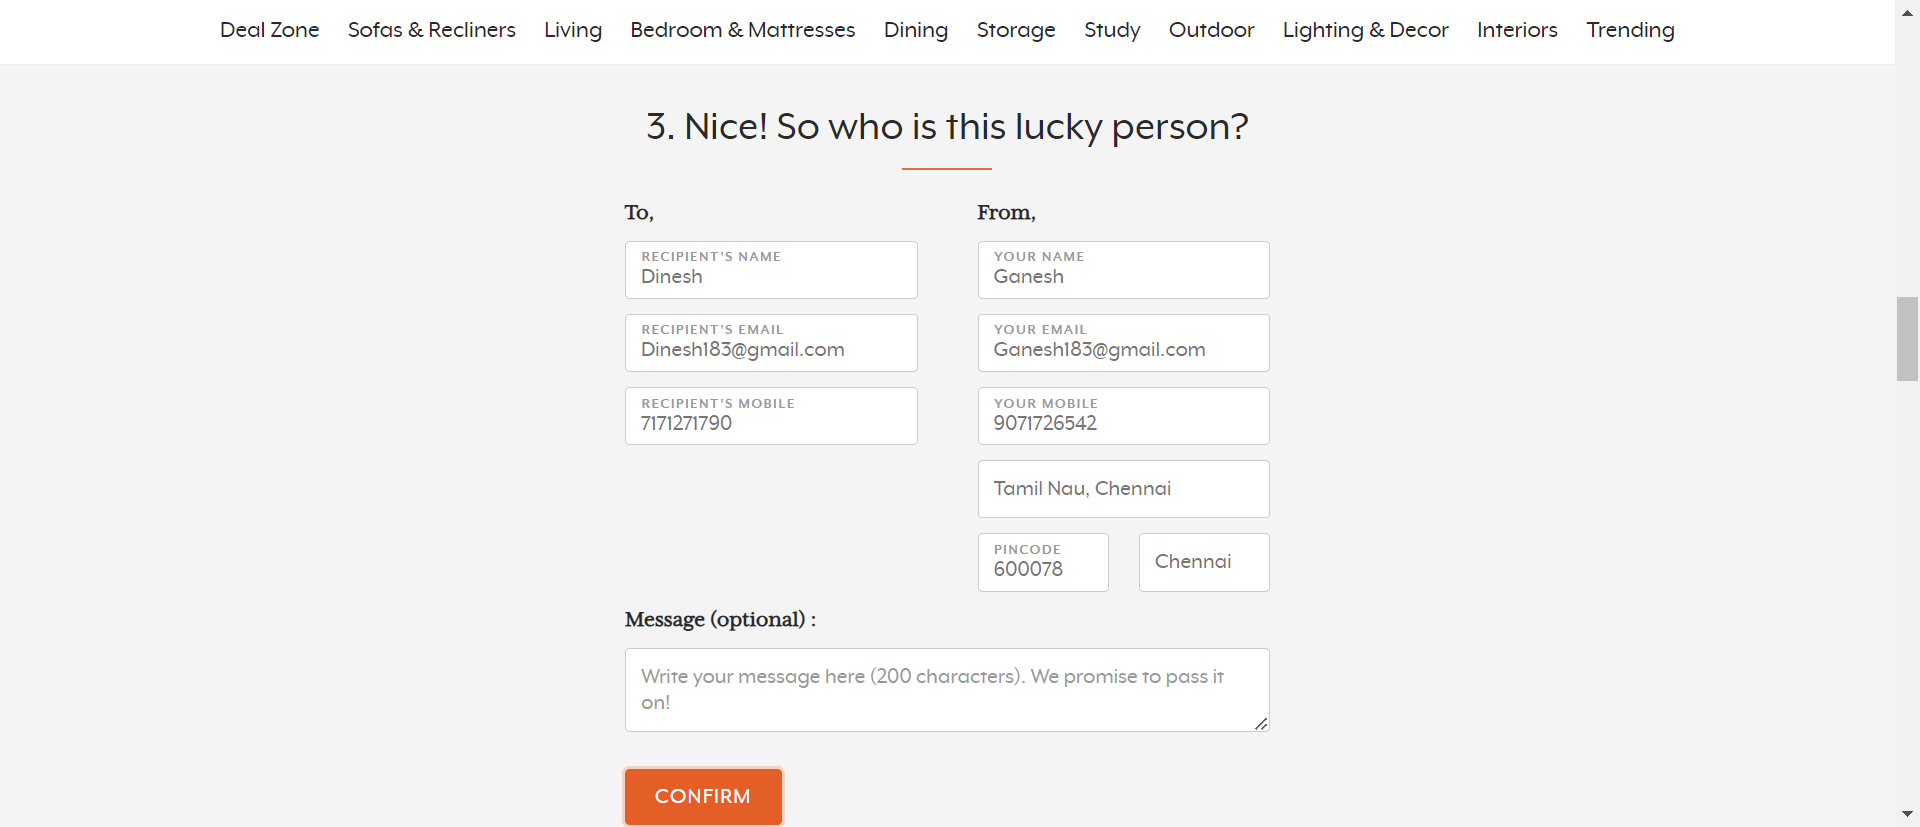 Deal Zone Sofas & Recliners Living Bedroom & Mattresses Dining Storage Study Outdoor Lighting & Decor Interiors Trending
3. Nice! So who is this lucky person?
To,
From,
RECIPIENT'S NAME
Dinesh
YOUR NAME
Ganesh
RECIPIENT'S EMAIL
Dinesh183@gmail.com
YOUR EMAIL
Ganesh183@gmail.com
RECIPIENT'S MOBILE
7171271790
YOUR MOBILE
9071726542
Tamil Nau, Chennai
PINCODE
600078
Chennai
Message (optional) :
Write your message here (200 characters). We promise to pass it
on!
CONFIRM